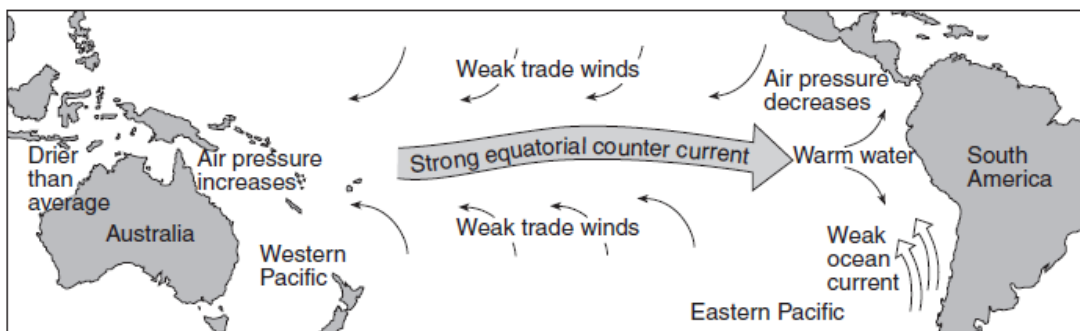 Weak trade winds
Air pressure
decreases
Strong equatorial counter current
Drier
than
average
Air pressure
increases
Warm water
South
America
Australia
Weak trade winds
Western
Pacific
Weak
ocean
current
Eastern Pacific